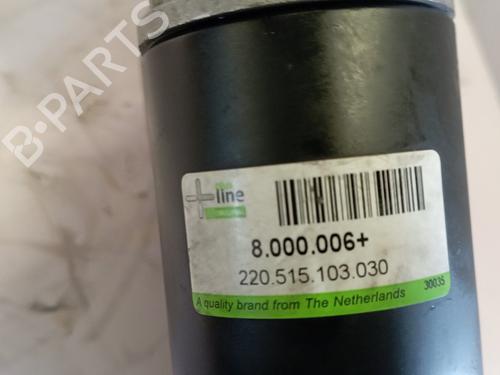 B-PARTS
line
8.000.006+
220.515.103.030
30035
A quality brand from The Netherlands